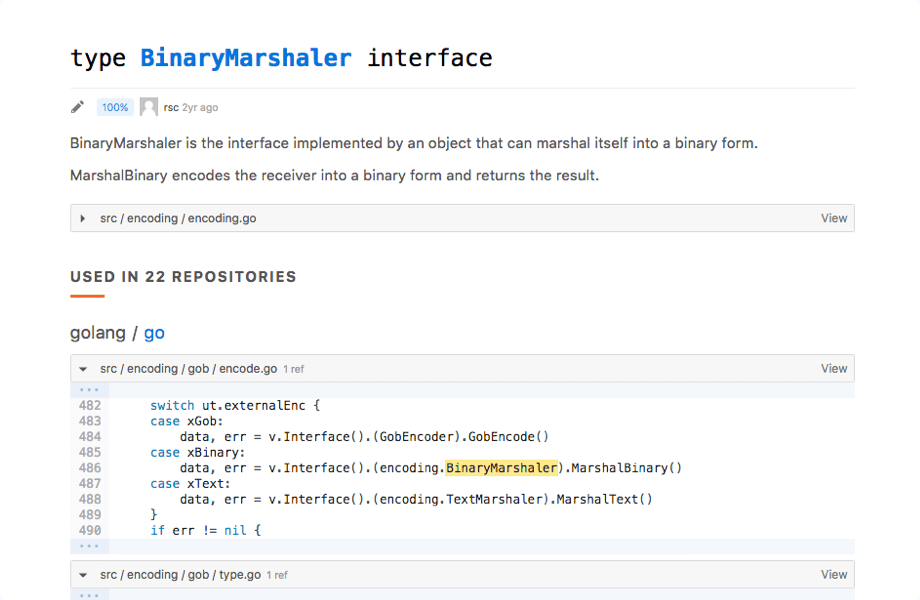 type BinaryMarshaler interface
100% rsc 2yr ago
BinaryMarshaler is the interface implemented by an object that can marshal itself into a binary form.
MarshalBinary encodes the receiver into a binary form and returns the result.
src / encoding / encoding.go View
USED IN 22 REPOSITORIES
golang / go
src / encoding / gob / encode.go 1 ref View
...
482 switch ut.externalEnc {
483 case xGob:
484 data, err = v.Interface().(GobEncoder).GobEncode()
485 case xBinary:
486 data, err = v.Interface().(encoding.BinaryMarshaler).MarshalBinary()
487 case xText:
488 data, err = v.Interface().(encoding.TextMarshaler).MarshalText()
489 }
490 if err != nil {
...
src / encoding / gob / type.go 1 ref View
...